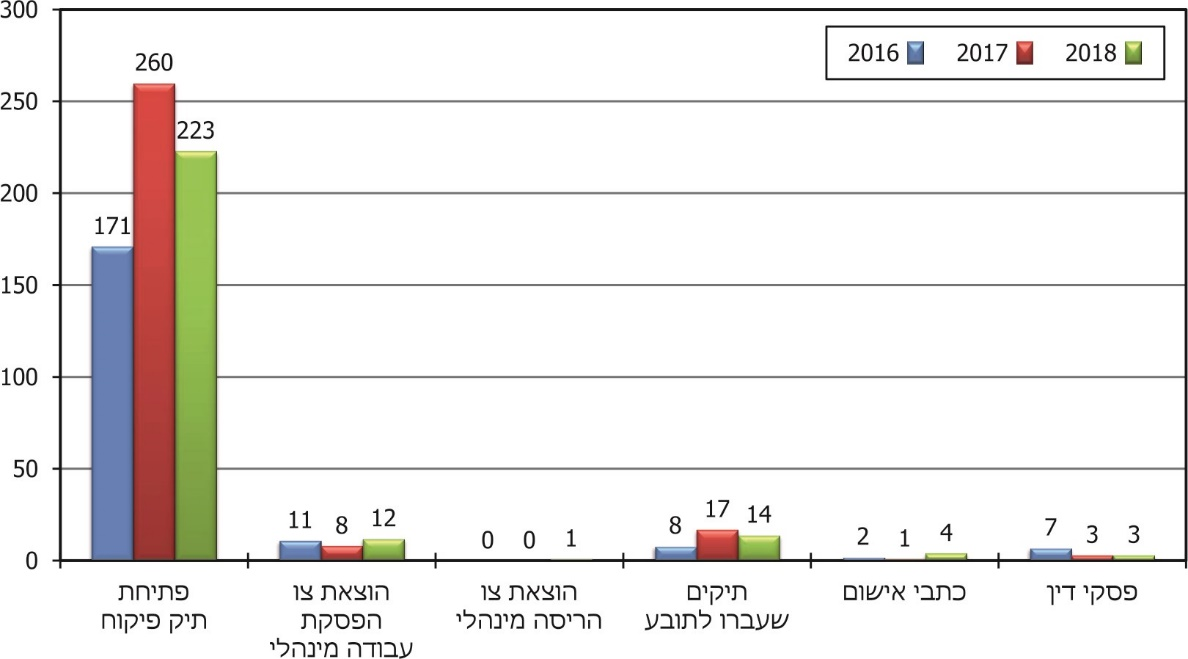 300
2016 2017 2018
260
250
223
200
171
150
100
50
11 8 12
0 0 1
8 17 14
2 1 4
7 3 3
0
פתיחת
תיק פיקוח
הוצאת צו
הפסקת
עבודה מינהלי
הוצאת צו
הריסה מינהלי
תיקים
שעברו לתובע
כתבי אישום
פסקי דין